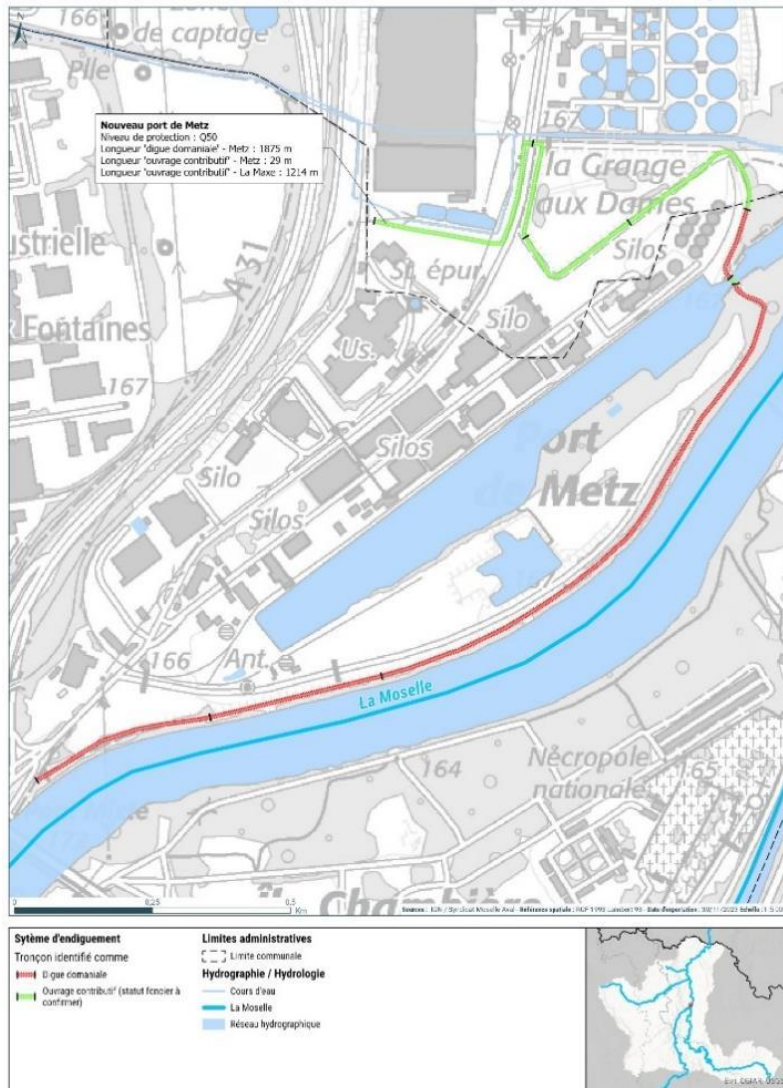 N
166
de captage
Plle
167
Nouveau port de Metz
Niveau de protection : Q50
Longueur 'digue domaniale' - Metz : 1875 m
Longueur 'ouvrage contributif' - Metz : 29 m
Longueur 'ouvrage contributif' - La Maxe : 1214 m
la Grange
aux Dames
ustrielle
A 31
Silos
St. épur.
Fontaines
Silo
Us.
167
Silos
Port
de Metz
Silo
Silos
166
Ant.
La Moselle
Nécropole
nationale
164
165
Chambière
0
0,25
0,5
Km
Sytème d'endiguement
Tronçon identifié comme
Digue domaniale
Ouvrage contributif (statut foncier à
confirmer)
Limites administratives
Limite communale
Hydrographie / Hydrologie
Cours d'eau
La Moselle
Réseau hydrographique